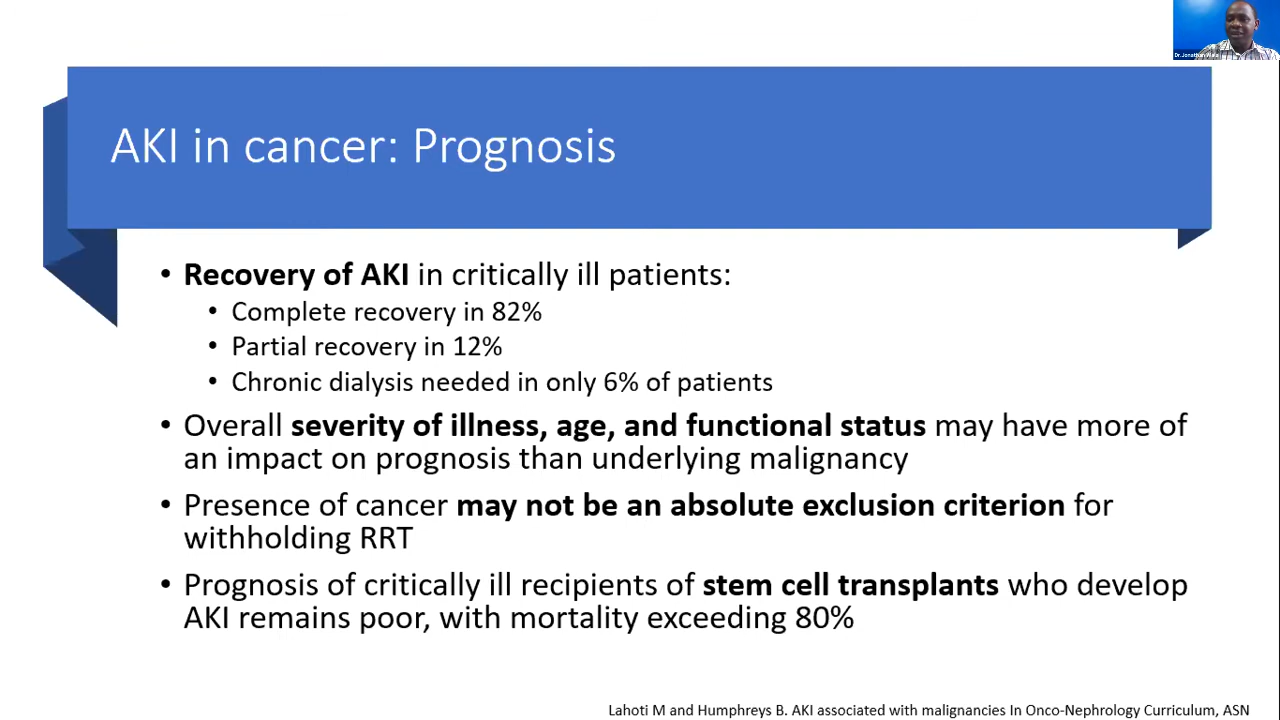 Dr.Jonathan
AKI in cancer: Prognosis
• Recovery of AKI in critically ill patients:
• Complete recovery in 82%
• Partial recovery in 12%
• Chronic dialysis needed in only 6% of patients
• Overall severity of illness, age, and functional status may have more of
an impact on prognosis than underlying malignancy
• Presence of cancer may not be an absolute exclusion criterion for
withholding RRT
• Prognosis of critically ill recipients of stem cell transplants who develop
AKI remains poor, with mortality exceeding 80%
Lahoti M and Humphreys B. AKI associated with malignancies In Onco-Nephrology Curriculum, ASN